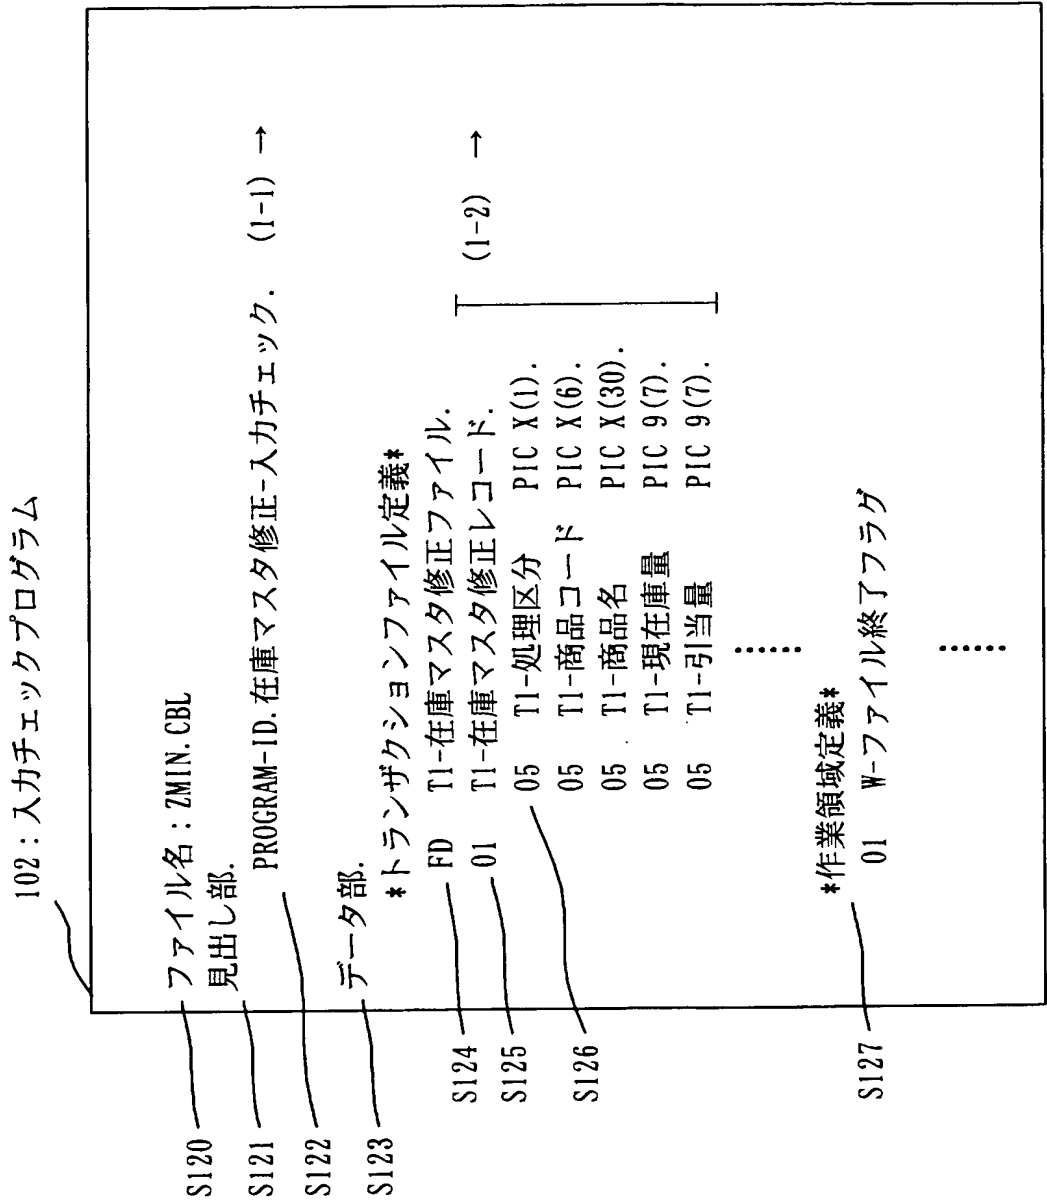 102:入力チェックプログラム
S120 ファイル名:ZMIN.CBL
S121 見出し部.
S122 PROGRAM-ID.在庫マスタ修正-入力チェック. (1-1) →
S123 データ部.
*トランザクションファイル定義*
S124 FD T1-在庫マスタ修正ファイル.
S125 01 T1-在庫マスタ修正レコード. (1-2) →
S126 05 T1-処理区分 PIC X(1).
05 T1-商品コード PIC X(6).
05 T1-商品名 PIC X(30).
05 T1-現在庫量 PIC 9(7).
05 T1-引当量 PIC 9(7).
......
S127 *作業領域定義*
01 W-ファイル終了フラグ
......